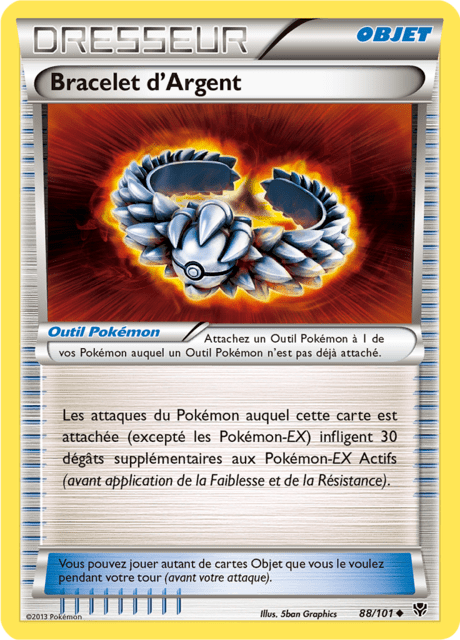 DRESSEUR
OBJET
Bracelet d'Argent
Outil Pokémon
Attachez un Outil Pokémon à 1 de
vos Pokémon auquel un Outil Pokémon n'est pas déjà attaché.
Les attaques du Pokémon auquel cette carte est
attachée (excepté les Pokémon-EX) infligent 30
dégâts supplémentaires aux Pokémon-EX Actifs
(avant application de la Faiblesse et de la Résistance).
Vous pouvez jouer autant de cartes Objet que vous le voulez
pendant votre tour (avant votre attaque).
©2013 Pokémon
Illus. 5ban Graphics
88/101